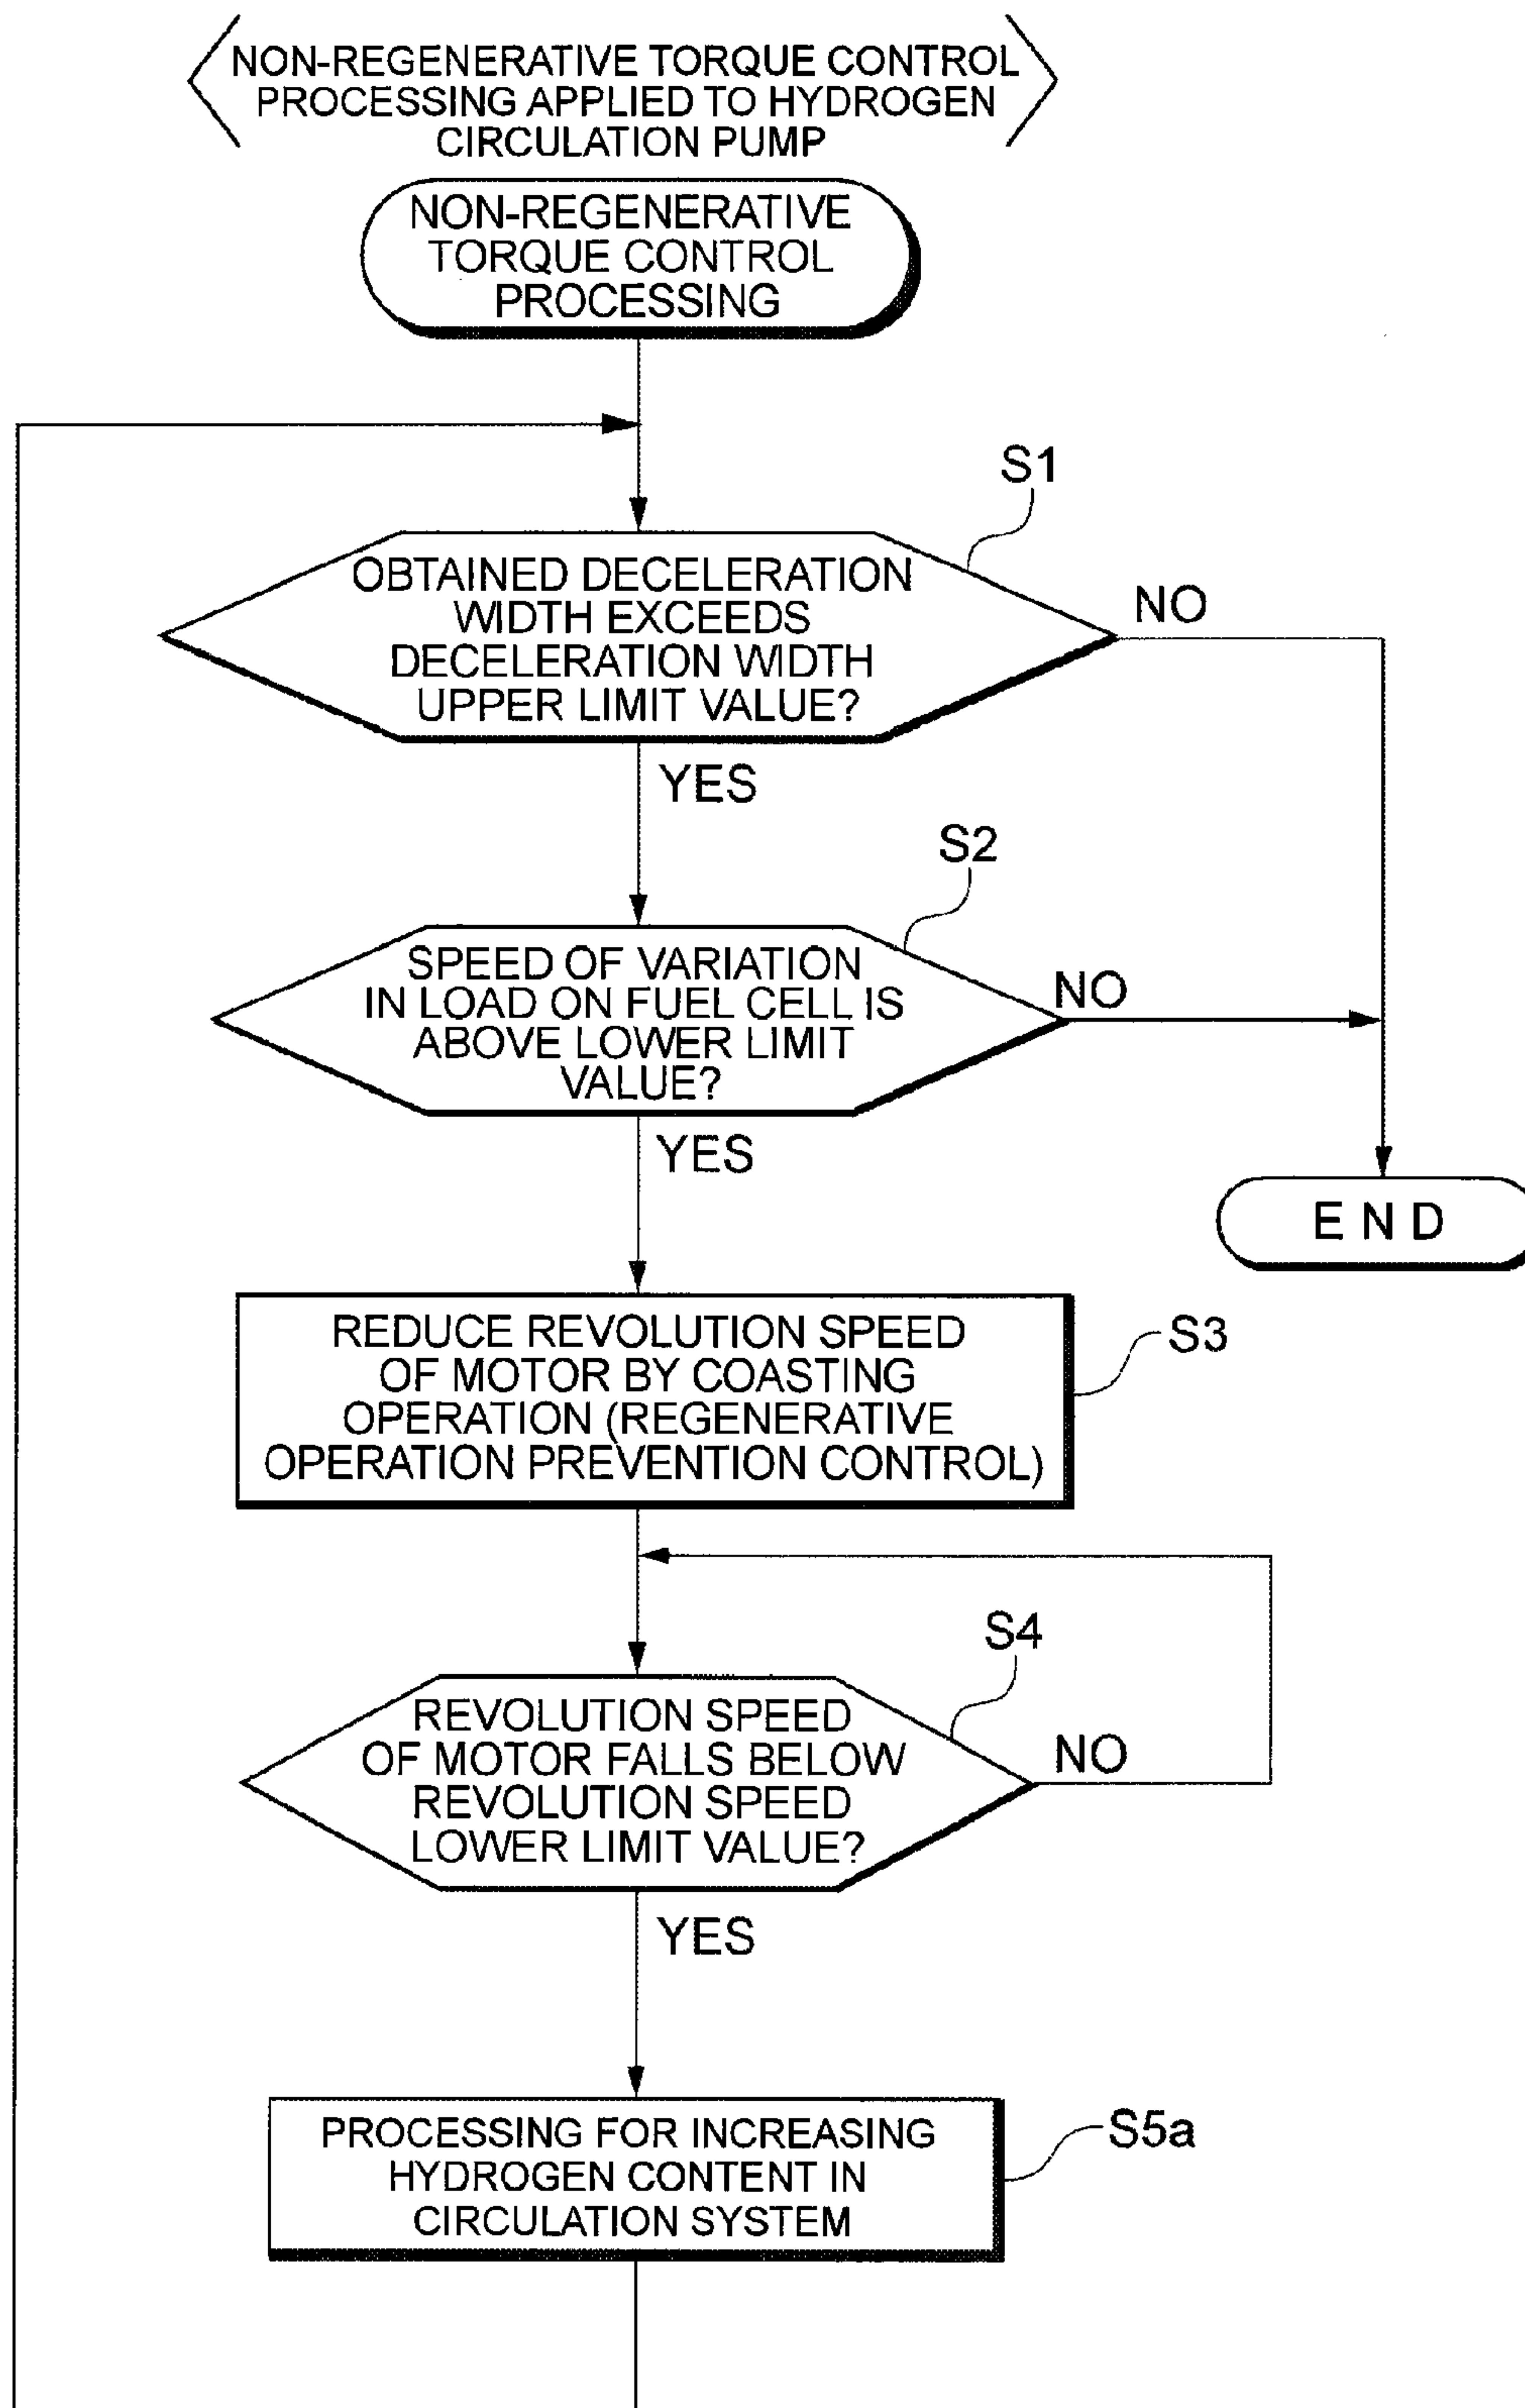 NON-REGENERATIVE TORQUE CONTROL
PROCESSING APPLIED TO HYDROGEN
CIRCULATION PUMP
NON-REGENERATIVE
TORQUE CONTROL
PROCESSING
S1
OBTAINED DECELERATION
WIDTH EXCEEDS
DECELERATION WIDTH
UPPER LIMIT VALUE?
NO
YES
S2
SPEED OF VARIATION
IN LOAD ON FUEL CELL IS
ABOVE LOWER LIMIT
VALUE?
NO
YES
E N D
REDUCE REVOLUTION SPEED
OF MOTOR BY COASTING
OPERATION (REGENERATIVE
OPERATION PREVENTION CONTROL)
S3
S4
REVOLUTION SPEED
OF MOTOR FALLS BELOW
REVOLUTION SPEED
LOWER LIMIT VALUE?
NO
YES
PROCESSING FOR INCREASING
HYDROGEN CONTENT IN
CIRCULATION SYSTEM
S5a